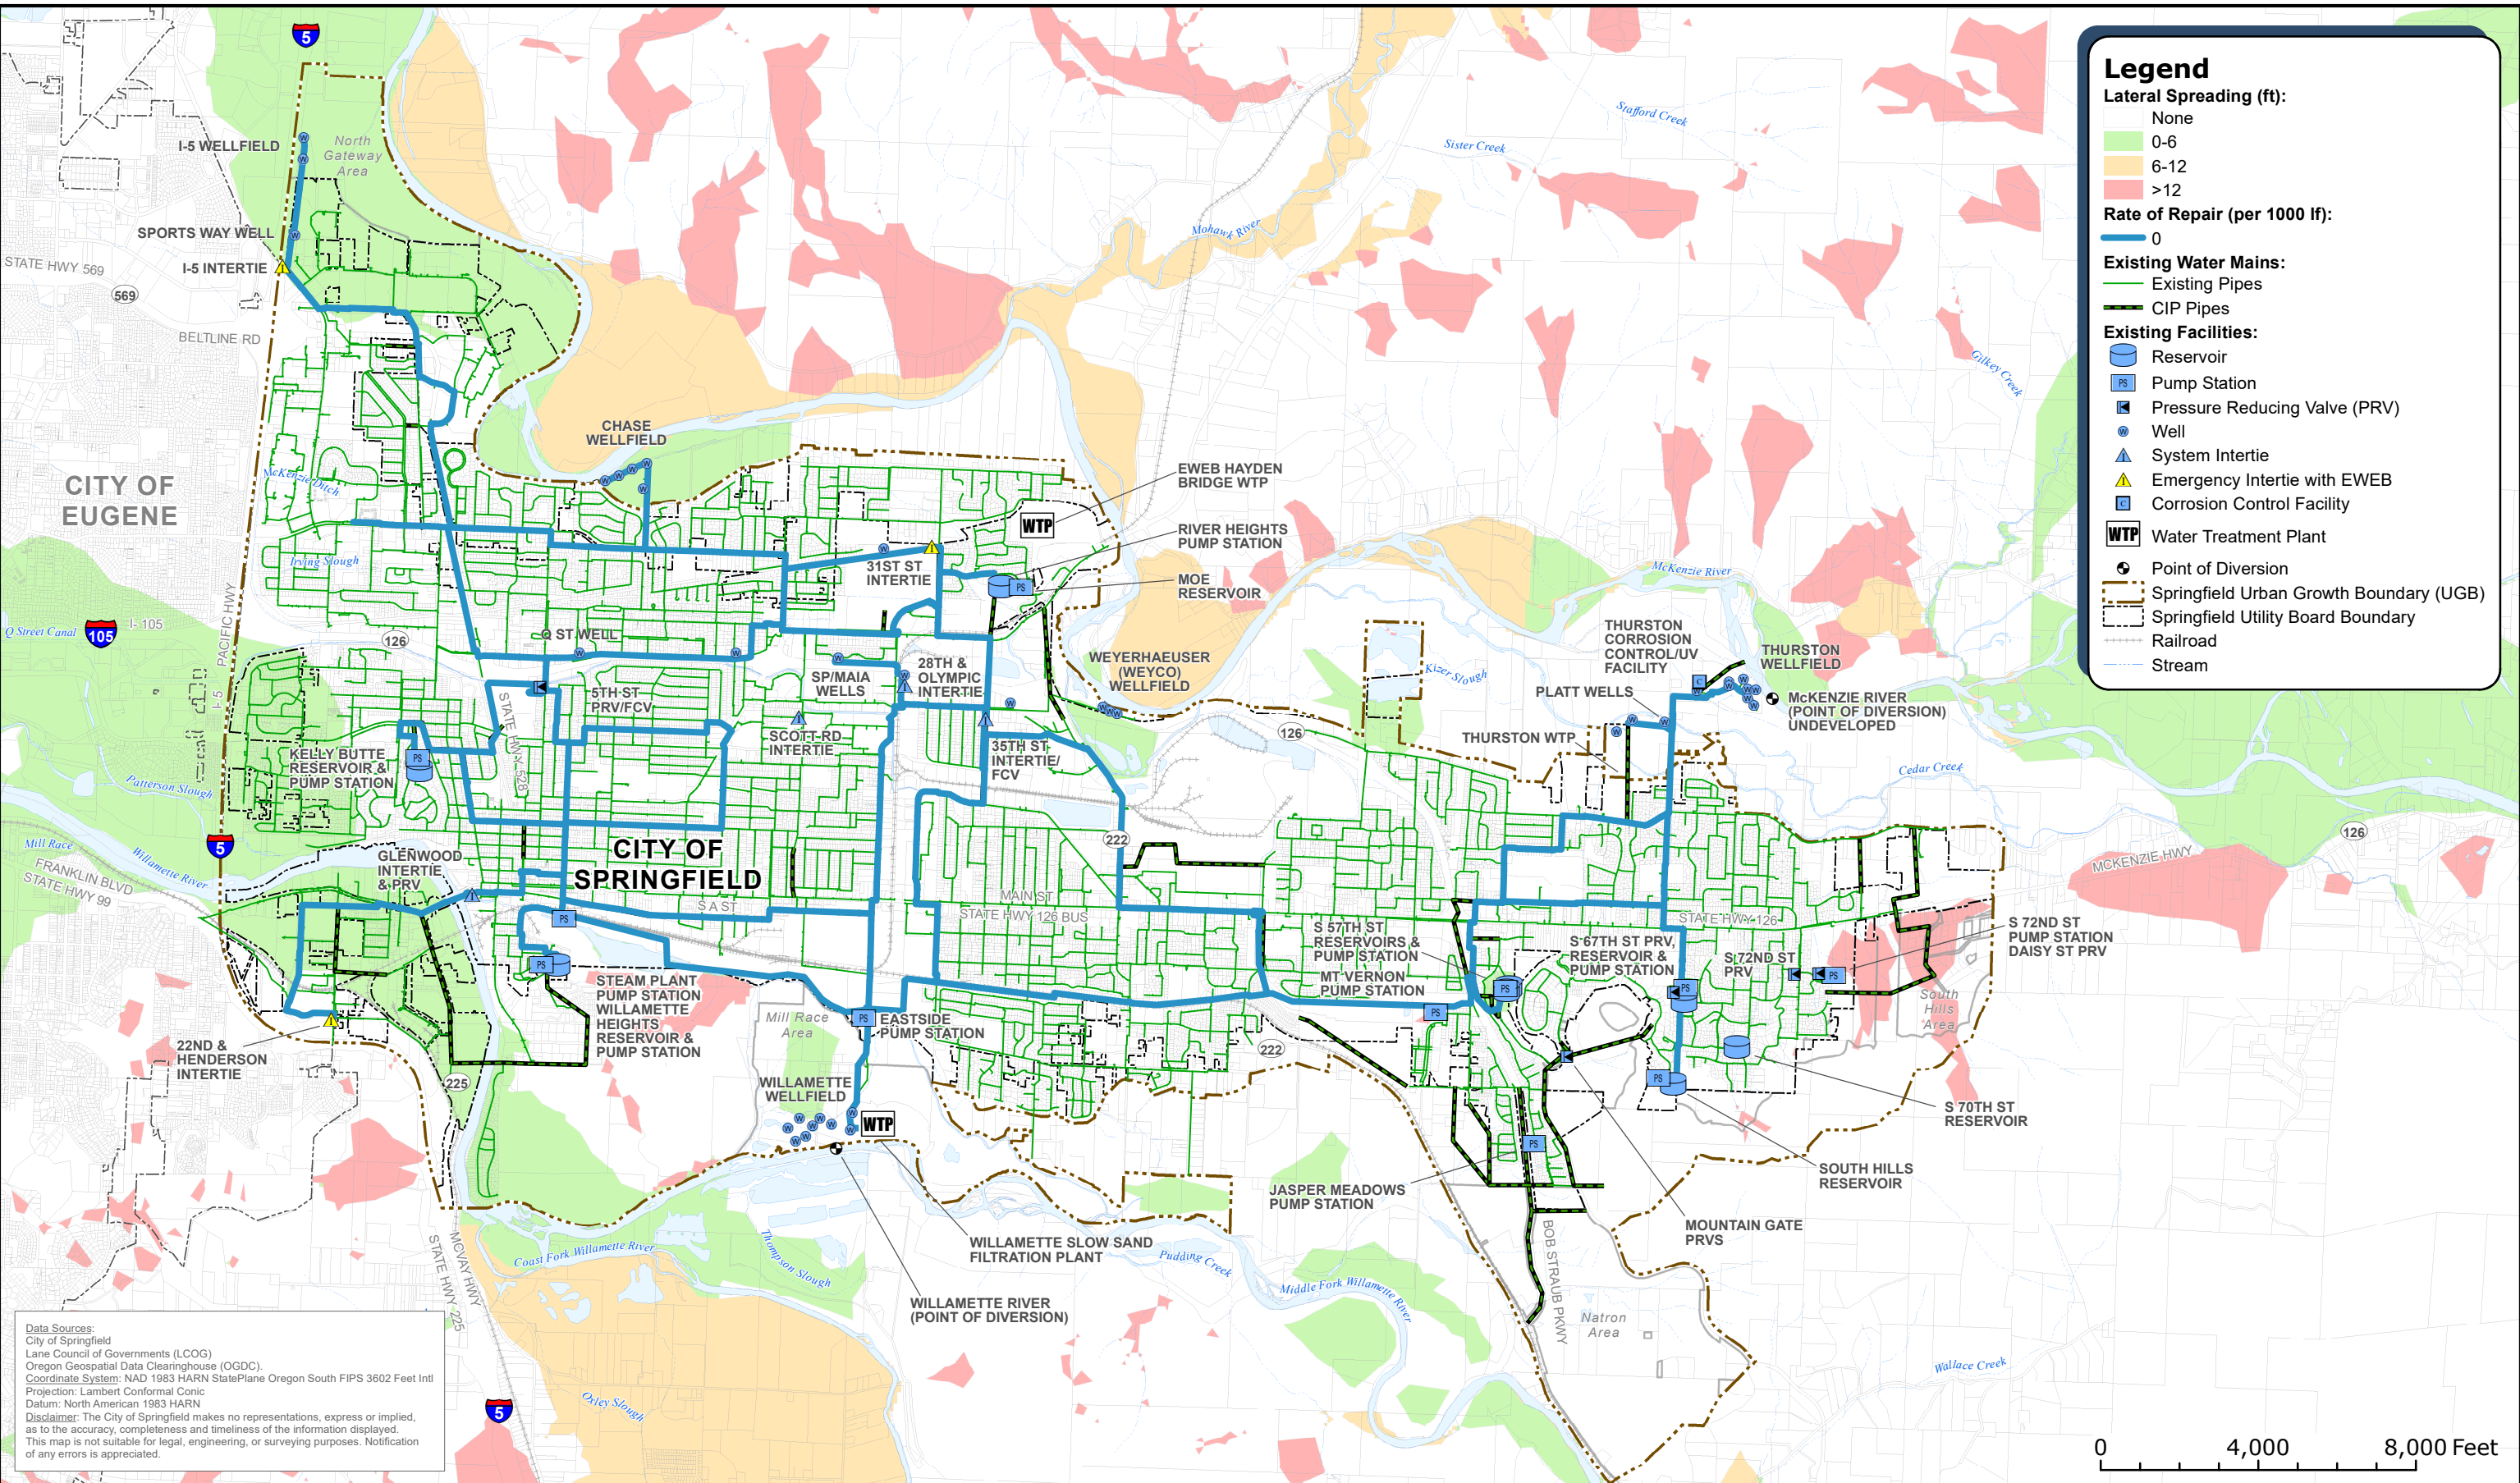 5
I-5 WELLFIELD
North
Gateway
Area
SPORTS WAY WELL
STATE HWY 569
I-5 INTERTIE
569
BELTLINE RD
CITY OF
EUGENE
McKenzie Ditch
CHASE
WELLFIELD
Stafford Creek
Sister Creek
Mohawk River
Gilkey Creek
EWEB HAYDEN
BRIDGE WTP
WTP
RIVER HEIGHTS
PUMP STATION
MOE
RESERVOIR
31ST ST
INTERTIE
Irving Slough
PACIFIC HWY
I- 105
Q Street Canal
105
126
Q ST WELL
I-5
STATE HWY 528
5TH ST
PRV/FCV
SP/MAIA
WELLS
28TH &
OLYMPIC
INTERTIE
SCOTT RD
INTERTIE
35TH ST
INTERTIE/
FCV
WEYERHAEUSER
(WEYCO)
WELLFIELD
Kizer Slough
McKenzie River
THURSTON
CORROSION
CONTROL/UV
FACILITY
THURSTON
WELLFIELD
PLATT WELLS
McKENZIE RIVER
(POINT OF DIVERSION)
UNDEVELOPED
THURSTON WTP
126
Cedar Creek
KELLY BUTTE
RESERVOIR &
PUMP STATION
Patterson Slough
Mill Race
Willamette River
5
FRANKLIN BLVD
STATE HWY 99
GLENWOOD
INTERTIE
& PRV
CITY OF
SPRINGFIELD
S A ST
MAIN ST
STATE HWY 126 BUS
222
126
MCKENZIE HWY
STATE HWY 126
S 57TH ST
RESERVOIRS &
PUMP STATION
MT VERNON
PUMP STATION
S 67TH ST PRV,
RESERVOIR &
PUMP STATION
S 72ND ST
PRV
S 72ND ST
PUMP STATION
DAISY ST PRV
South
Hills
Area
STEAM PLANT
PUMP STATION
WILLAMETTE
HEIGHTS
RESERVOIR &
PUMP STATION
Mill Race
Area
EASTSIDE
PUMP STATION
222
22ND &
HENDERSON
INTERTIE
225
WILLAMETTE
WELLFIELD
WTP
S 70TH ST
RESERVOIR
SOUTH HILLS
RESERVOIR
JASPER MEADOWS
PUMP STATION
MOUNTAIN GATE
PRVS
BOB STRAUB PKWY
Natron
Area
WILLAMETTE SLOW SAND
FILTRATION PLANT
WILLAMETTE RIVER
(POINT OF DIVERSION)
Coast Fork Willamette River
Thompson Slough
Pudding Creek
Middle Fork Willamette River
Wallace Creek
Oxley Slough
MCVAY HWY
STATE HWY 225
5
Legend
Lateral Spreading (ft):
None
0-6
6-12
>12
Rate of Repair (per 1000 lf):
0
Existing Water Mains:
Existing Pipes
CIP Pipes
Existing Facilities:
Reservoir
PS Pump Station
Pressure Reducing Valve (PRV)
W Well
I System Intertie
I Emergency Intertie with EWEB
C Corrosion Control Facility
WTP Water Treatment Plant
Point of Diversion
Springfield Urban Growth Boundary (UGB)
Springfield Utility Board Boundary
Railroad
Stream
Data Sources:
City of Springfield
Lane Council of Governments (LCOG)
Oregon Geospatial Data Clearinghouse (OGDC).
Coordinate System: NAD 1983 HARN StatePlane Oregon South FIPS 3602 Feet Intl
Projection: Lambert Conformal Conic
Datum: North American 1983 HARN
Disclaimer: The City of Springfield makes no representations, express or implied,
as to the accuracy, completeness and timeliness of the information displayed.
This map is not suitable for legal, engineering, or surveying purposes. Notification
of any errors is appreciated.
0 4,000 8,000 Feet